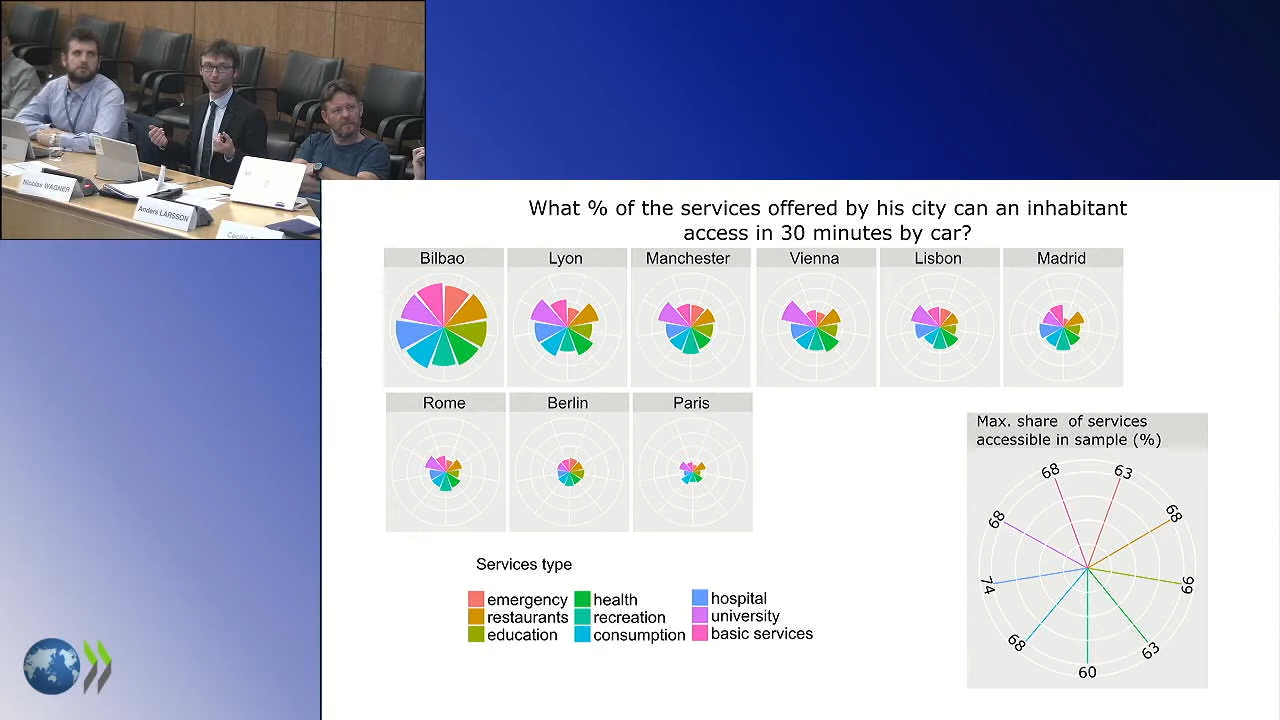 Nicolas WAGNER
Anders LARSSON
What % of the services offered by his city can an inhabitant
access in 30 minutes by car?
Bilbao
Lyon
Manchester
Vienna
Lisbon
Madrid
Rome
Berlin
Paris
Max. share of services
accessible in sample (%)
68
63
68
68
74
66
68
63
60
Services type
emergency
health
hospital
restaurants
recreation
university
education
consumption
basic services